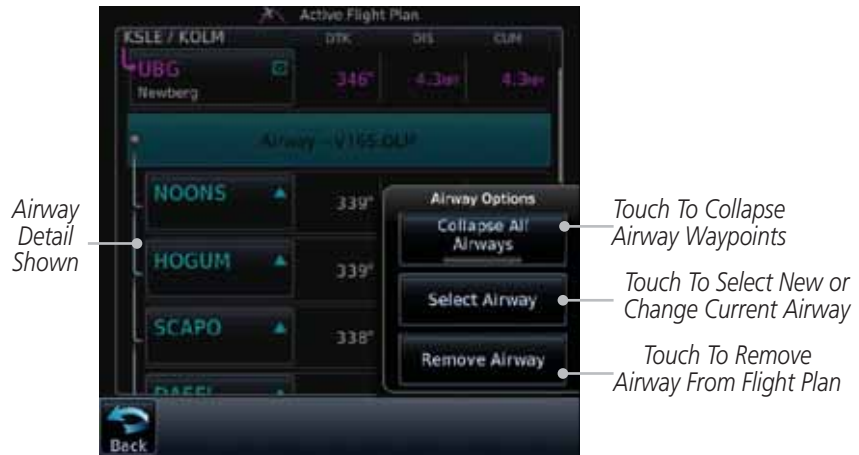 Active Flight Plan
KSLE / KOLM
DTK
DIS
CUM
UBG
Newberg
346°
4.3NM
4.3NM
Airway - V165.OLM
NOONS
339°
HOGUM
339°
SCAPO
338°
Airway Options
Collapse All
Airways
Select Airway
Remove Airway
Back
Airway
Detail
Shown
Touch To Collapse
Airway Waypoints
Touch To Select New or
Change Current Airway
Touch To Remove
Airway From Flight Plan